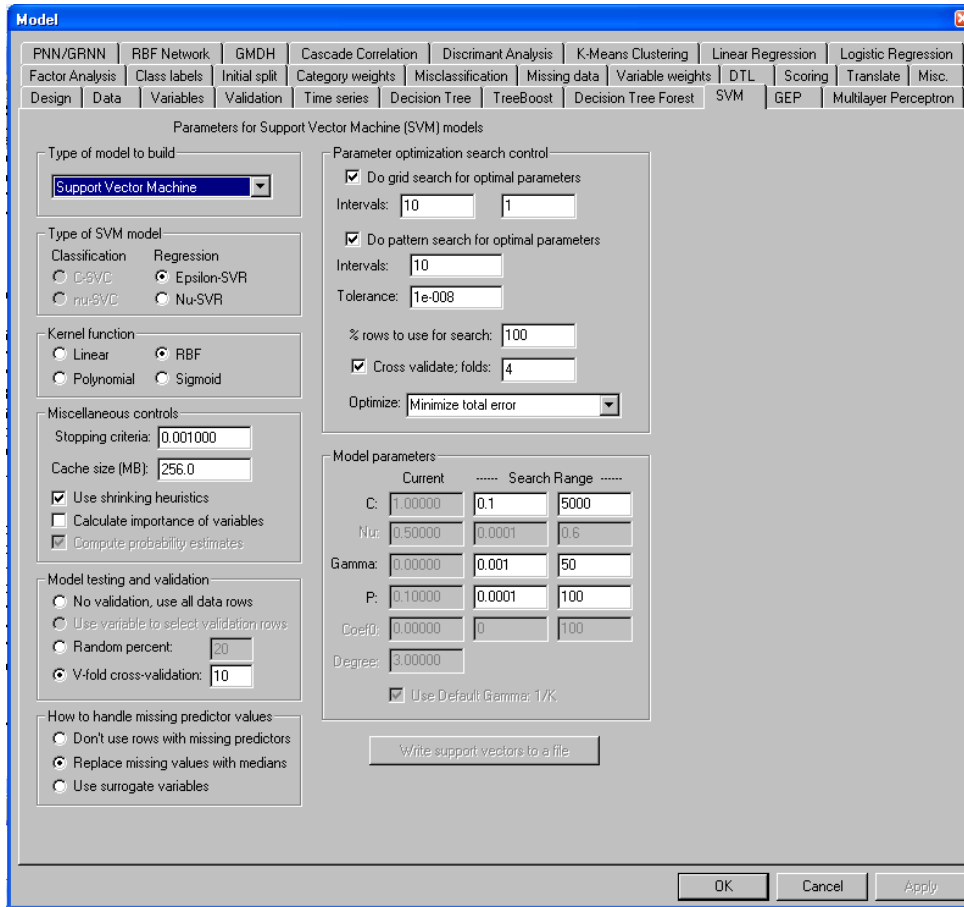 Model
PNN/GRNN RBF Network GMDH Cascade Correlation Discrimant Analysis K-Means Clustering Linear Regression Logistic Regression
Factor Analysis Class labels Initial split Category weights Misclassification Missing data Variable weights DTL Scoring Translate Misc.
Design Data Variables Validation Time series Decision Tree TreeBoost Decision Tree Forest SVM GEP Multilayer Perceptron
Parameters for Support Vector Machine (SVM) models
Type of model to build
Support Vector Machine
Type of SVM model
Classification Regression
C-SVC Epsilon-SVR
nu-SVC Nu-SVR
Kernel function
Linear RBF
Polynomial Sigmoid
Miscellaneous controls
Stopping criteria: 0.001000
Cache size (MB): 256.0
Use shrinking heuristics
Calculate importance of variables
Compute probability estimates
Model testing and validation
No validation, use all data rows
Use variable to select validation rows
Random percent: 20
V-fold cross-validation: 10
How to handle missing predictor values
Don't use rows with missing predictors
Replace missing values with medians
Use surrogate variables
Parameter optimization search control
Do grid search for optimal parameters
Intervals: 10 1
Do pattern search for optimal parameters
Intervals: 10
Tolerance: 1e-008
% rows to use for search: 100
Cross validate; folds: 4
Optimize: Minimize total error
Model parameters
Current ------ Search Range ------
C: 1.00000 0.1 5000
Nu: 0.50000 0.0001 0.6
Gamma: 0.00000 0.001 50
P: 0.10000 0.0001 100
Coef0: 0.00000 0 100
Degree: 3.00000
Use Default Gamma: 1/K
Write support vectors to a file
OK Cancel Apply